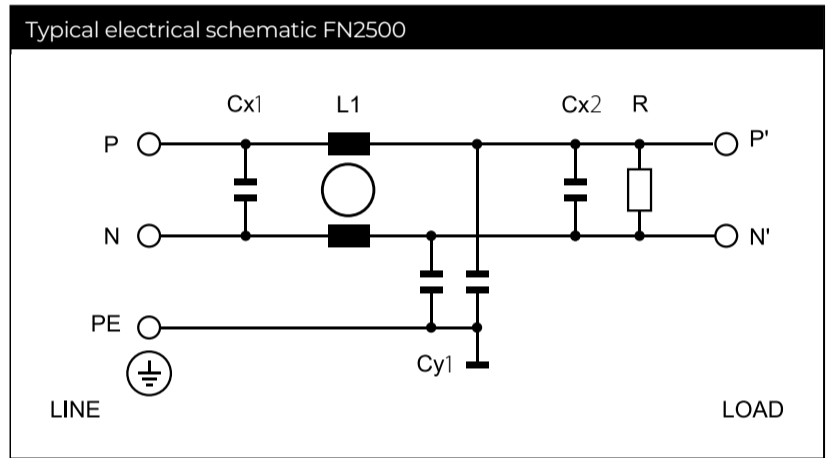 Typical electrical schematic FN2500
Cx1 L1 Cx2 R
P P'
N N'
PE
Cy1
LINE LOAD